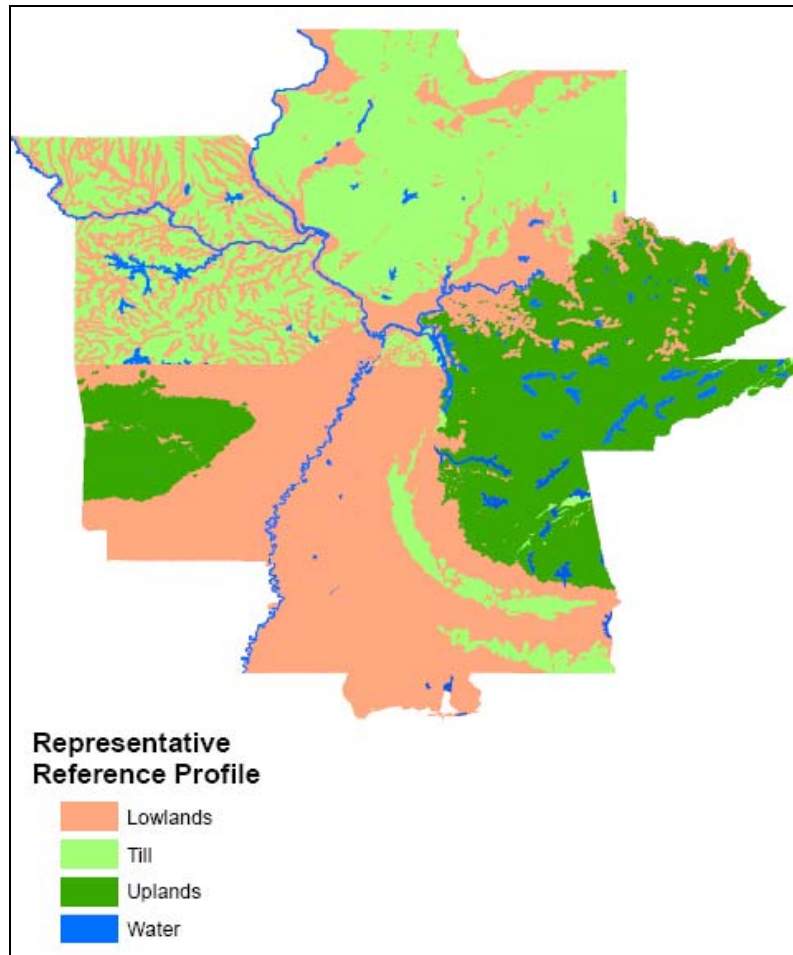 Representative
Reference Profile
Lowlands
Till
Uplands
Water